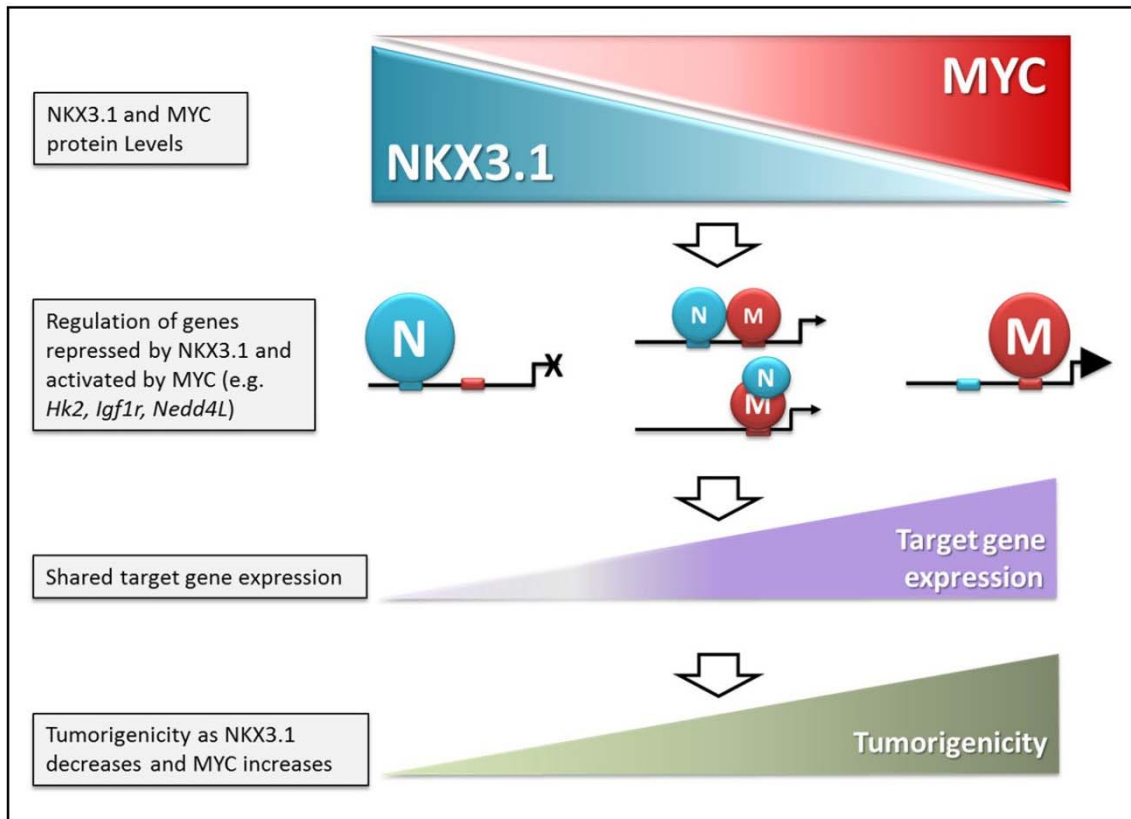 MYC
NKX3.1 and MYC
protein Levels
NKX3.1
N
N
M
M
Regulation of genes
repressed by NKX3.1 and
activated by MYC (e.g.
Hk2, Igf1r, Nedd4L)
X
N
M
Target gene
expression
Shared target gene expression
Tumorigenicity as NKX3.1
decreases and MYC increases
Tumorigenicity